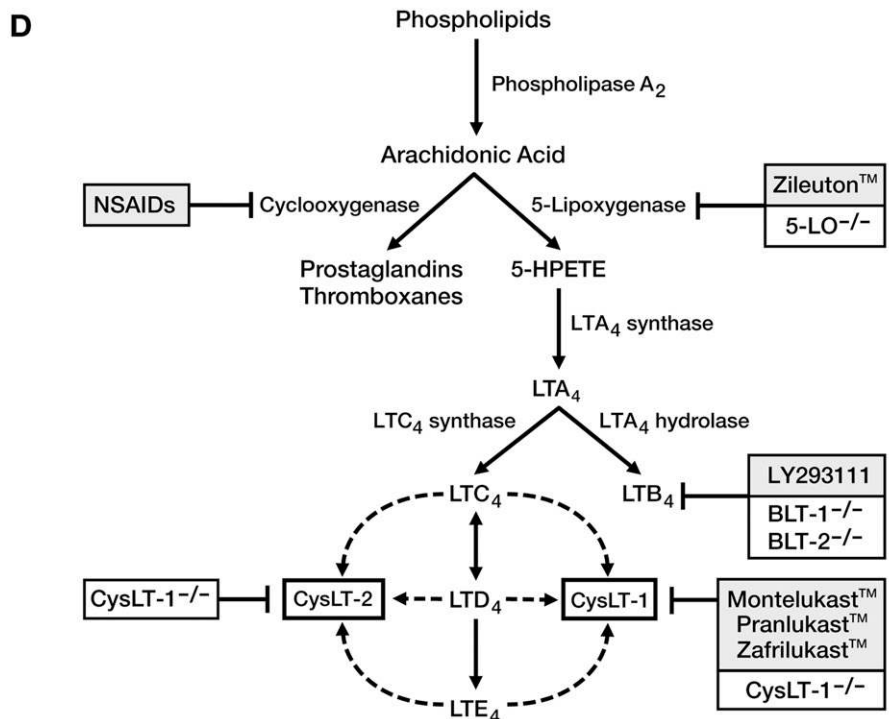 D
Phospholipids
Phospholipase A₂
Arachidonic Acid
NSAIDs
Cyclooxygenase
5-Lipoxygenase
Zileuton™
5-LO⁻/⁻
Prostaglandins
Thromboxanes
5-HPETE
LTA₄ synthase
LTA₄
LTC₄ synthase
LTA₄ hydrolase
LTC₄
LTB₄
LY293111
BLT-1⁻/⁻
BLT-2⁻/⁻
CysLT-1⁻/⁻
CysLT-2
LTD₄
CysLT-1
Montelukast™
Pranlukast™
Zafrilukast™
CysLT-1⁻/⁻
LTE₄